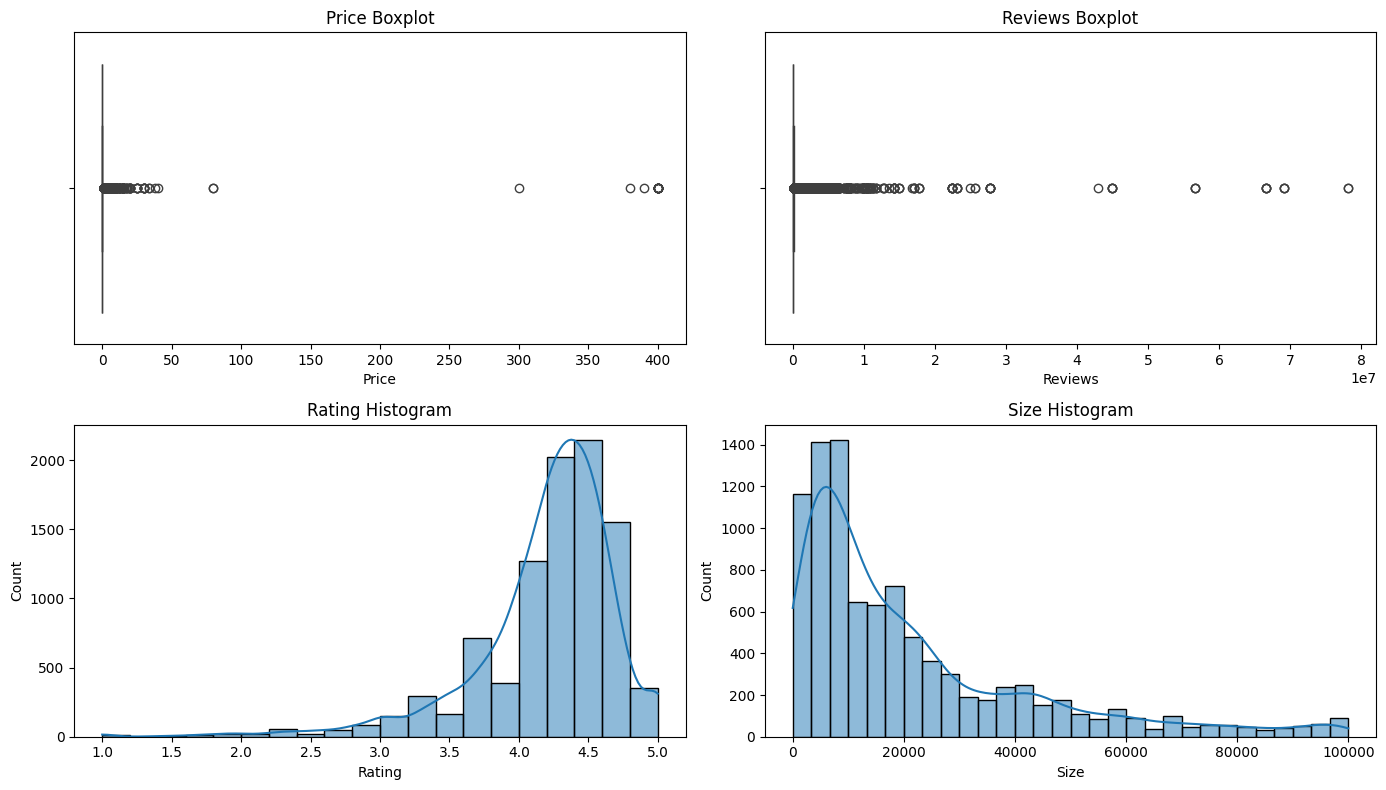 Price Boxplot
0 50 100 150 200 250 300 350 400
Price
Reviews Boxplot
0 1 2 3 4 5 6 7 8
1e7
Reviews
Rating Histogram
Count
2000
1500
1000
500
0
1.0 1.5 2.0 2.5 3.0 3.5 4.0 4.5 5.0
Rating
Size Histogram
Count
1400
1200
1000
800
600
400
200
0
0 20000 40000 60000 80000 100000
Size